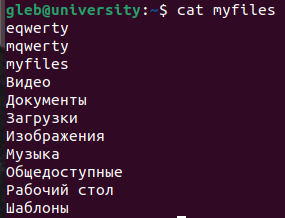 gleb@university:~$ cat myfiles
eqwerty
mqwerty
myfiles
Видео
Документы
Загрузки
Изображения
Музыка
Общедоступные
Рабочий стол
Шаблоны